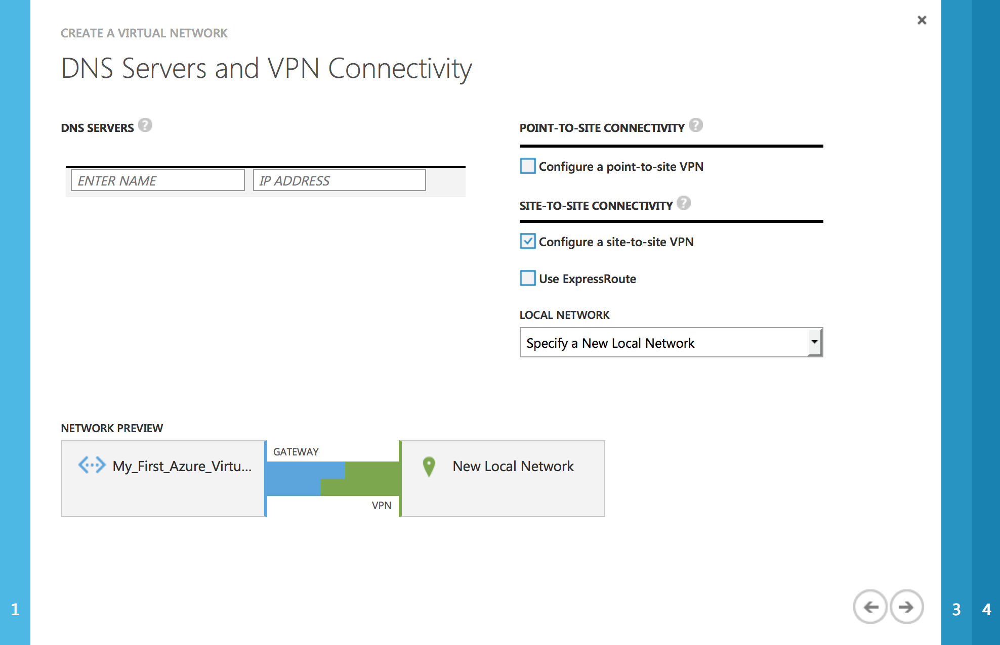 CREATE A VIRTUAL NETWORK
DNS Servers and VPN Connectivity
DNS SERVERS ?
ENTER NAME IP ADDRESS
POINT-TO-SITE CONNECTIVITY ?
Configure a point-to-site VPN
SITE-TO-SITE CONNECTIVITY ?
Configure a site-to-site VPN
Use ExpressRoute
LOCAL NETWORK
Specify a New Local Network
NETWORK PREVIEW
My_First_Azure_Virtu...
GATEWAY
VPN
New Local Network
1
3
4